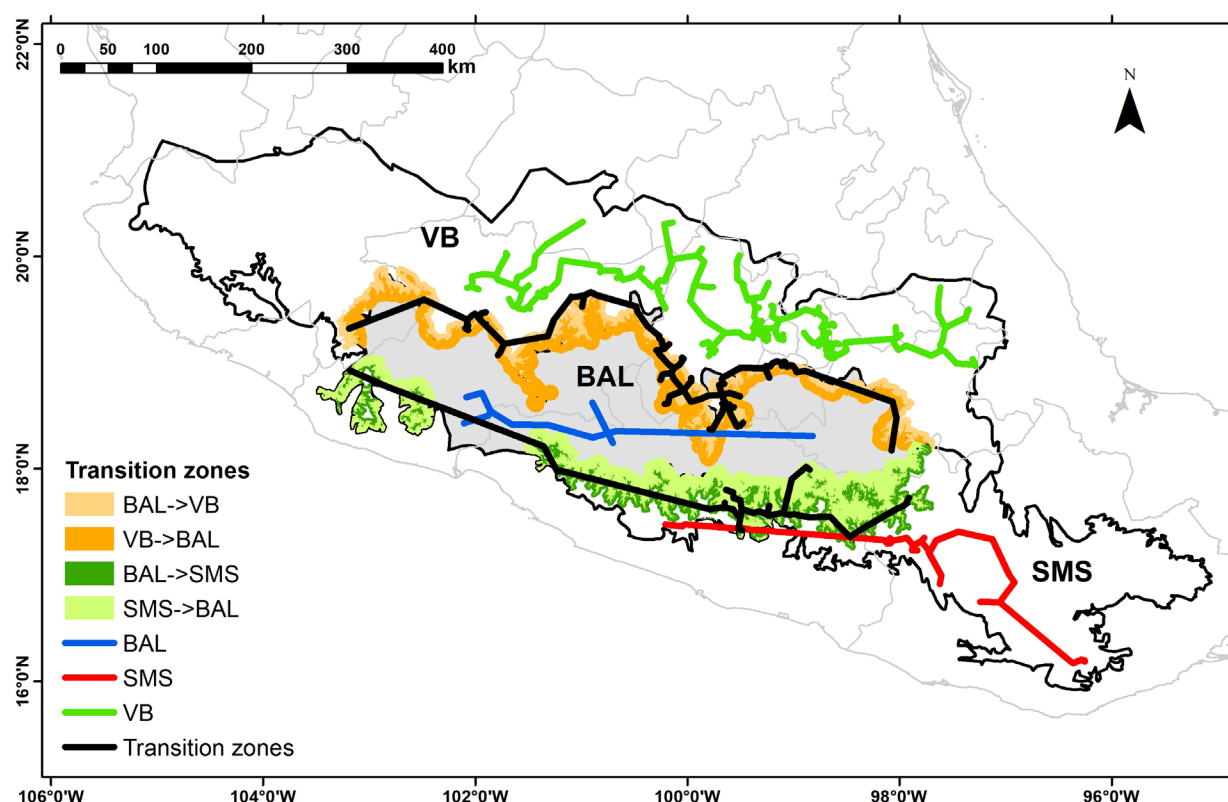 0 50 100 200 300 400
km
N
22°0'N
20°0'N
18°0'N
16°0'N
VB
BAL
SMS
Transition zones
BAL->VB
VB->BAL
BAL->SMS
SMS->BAL
BAL
SMS
VB
Transition zones
106°0'W 104°0'W 102°0'W 100°0'W 98°0'W 96°0'W